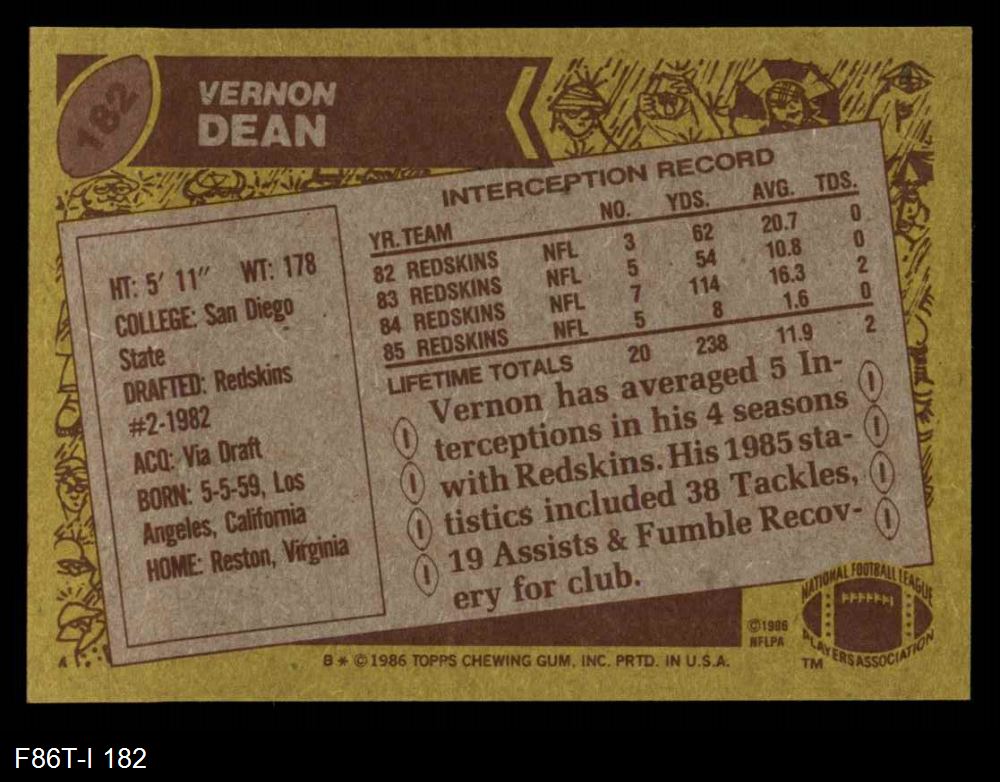 182
VERNON
DEAN
HT: 5' 11" WT: 178
COLLEGE: San Diego
State
DRAFTED: Redskins
#2-1982
ACQ: Via Draft
BORN: 5-5-59, Los
Angeles, California
HOME: Reston, Virginia
INTERCEPTION RECORD
YR. TEAM NO. YDS. AVG. TDS.
82 REDSKINS NFL 3 62 20.7 0
83 REDSKINS NFL 5 54 10.8 0
84 REDSKINS NFL 7 114 16.3 2
85 REDSKINS NFL 5 8 1.6 0
LIFETIME TOTALS 20 238 11.9 2
Vernon has averaged 5 In-
terceptions in his 4 seasons
with Redskins. His 1985 sta-
tistics included 38 Tackles,
19 Assists & Fumble Recov-
ery for club.
©1986
NFLPA
NATIONAL FOOTBALL LEAGUE
PLAYERS ASSOCIATION
TM
A
B * © 1986 TOPPS CHEWING GUM, INC. PRTD. IN U.S.A.
F86T-I 182